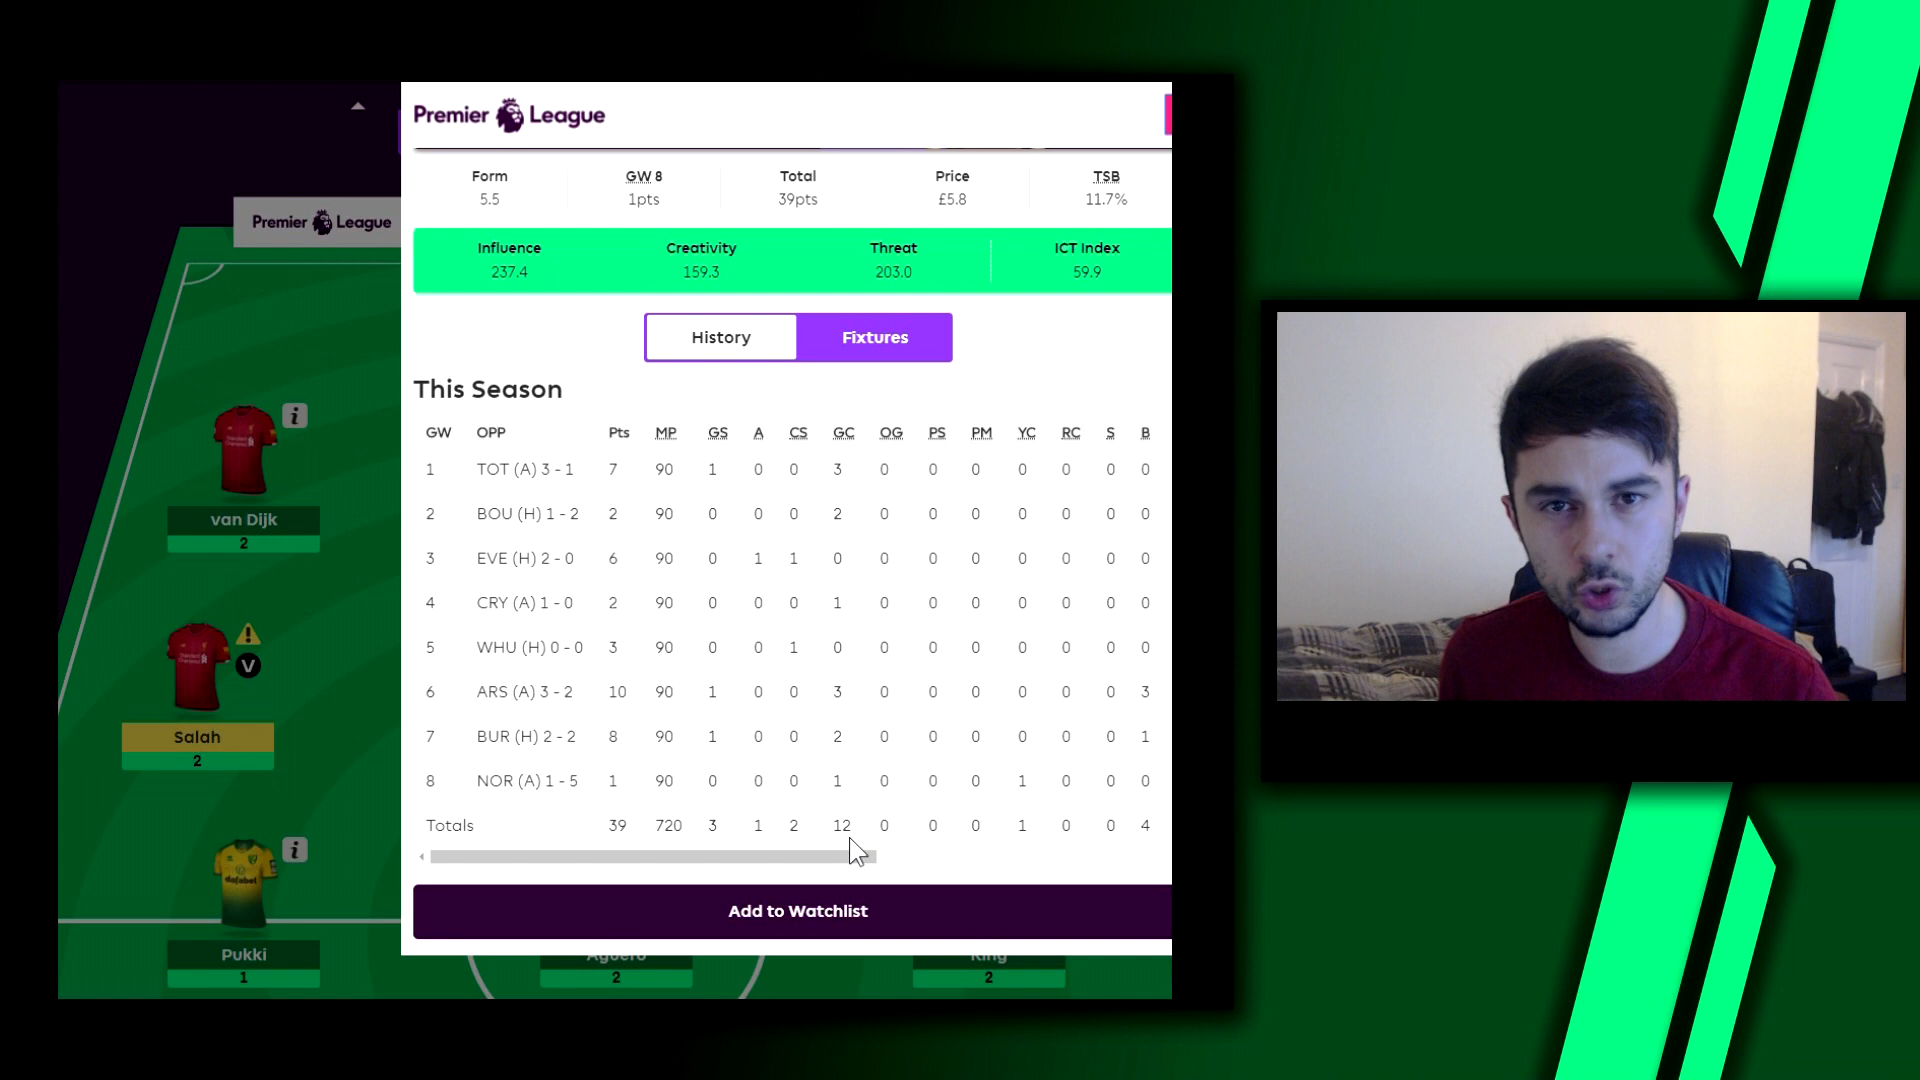 Premier League
Form GW 8 Total Price TSB
5.5 1pts 39pts £5.8 11.7%
Influence Creativity Threat ICT Index
237.4 159.3 203.0 59.9
History Fixtures
This Season
GW OPP Pts MP GS A CS GC OG PS PM YC RC S B
1 TOT (A) 3 - 1 7 90 1 0 0 3 0 0 0 0 0 0 0
2 BOU (H) 1 - 2 2 90 0 0 0 2 0 0 0 0 0 0 0
3 EVE (H) 2 - 0 6 90 0 1 1 0 0 0 0 0 0 0 0
4 CRY (A) 1 - 0 2 90 0 0 0 1 0 0 0 0 0 0 0
5 WHU (H) 0 - 0 3 90 0 0 1 0 0 0 0 0 0 0 0
6 ARS (A) 3 - 2 10 90 1 0 0 3 0 0 0 0 0 0 3
7 BUR (H) 2 - 2 8 90 1 0 0 2 0 0 0 0 0 0 1
8 NOR (A) 1 - 5 1 90 0 0 0 1 0 0 0 1 0 0 0
Totals 39 720 3 1 2 12 0 0 0 1 0 0 4
Add to Watchlist
Premier League
i
van Dijk
2
V
Salah
2
i
dafabet
Pukki
1
Aguero
2
King
2